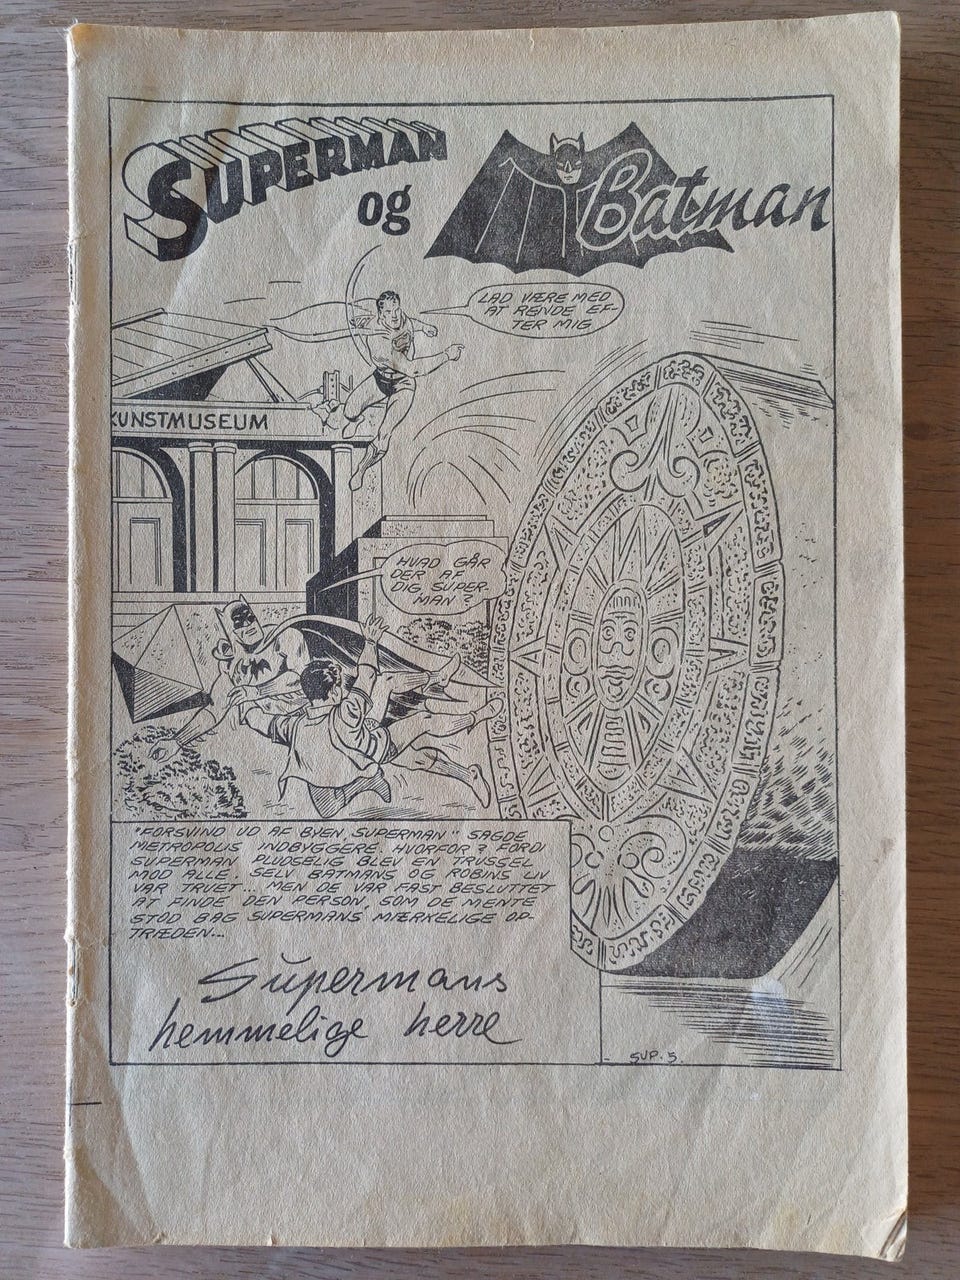 SUPERMAN
og
Batman
LAD VÆRE MED
AT RENDE EF-
TER MIG
KUNSTMUSEUM
HVAD GÅR
DER AF
DIG SUPER-
MAN?
"FORSVIND UD AF BYEN SUPERMAN" SAGDE
METROPOLIS INDBYGGERE. HVORFOR? FORDI
SUPERMAN PLUDSELIG BLEV EN TRUSSEL
MOD ALLE. SELV BATMANS OG ROBINS LIV
VAR TRUET... MEN DE VAR FAST BESLUTTET
AT FINDE DEN PERSON, SOM DE MENTE
STOD BAG SUPERMANS MÆRKELIGE OP-
TRÆDEN...
Supermans
hemmelige herre
SUP. 5.